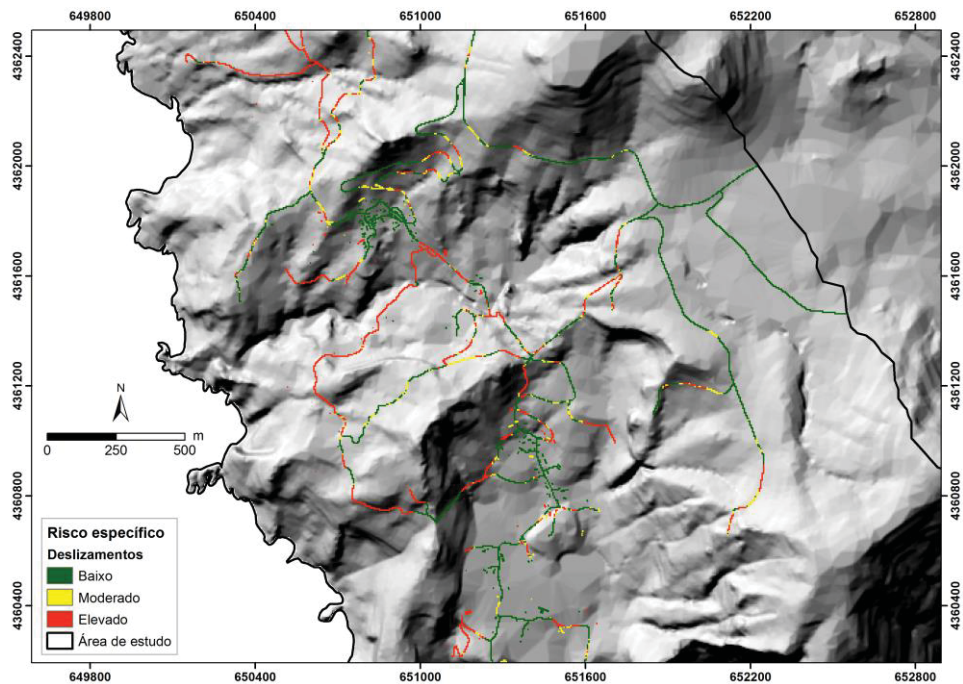 649800 650400 651000 651600 652200 652800
4362400 4362400
4362000 4362000
4361600 4361600
4361200 4361200
N
0 250 500 m
4360800 4360800
Risco específico
Deslizamentos
Baixo
Moderado
Elevado
Área de estudo
4360400 4360400
649800 650400 651000 651600 652200 652800